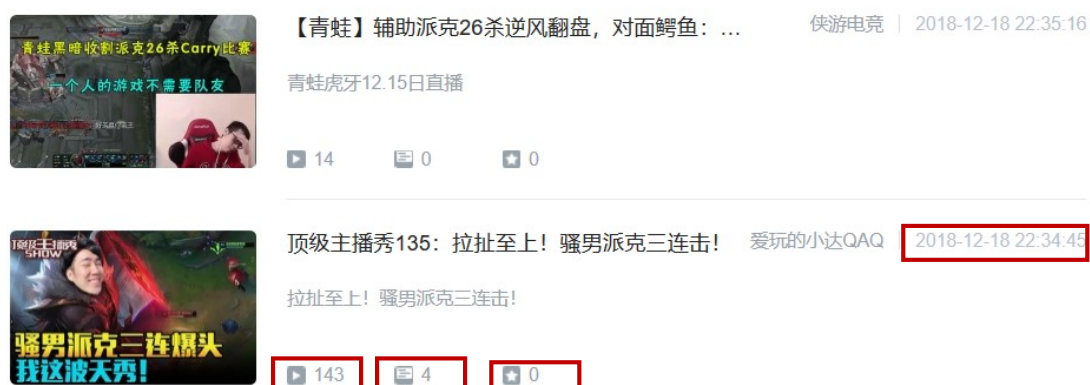 青蛙黑暗收割派克26杀Carry比赛
一个人的游戏不需要队友
【青蛙】辅助派克26杀逆风翻盘，对面鳄鱼：...
侠游电竞
2018-12-18 22:35:16
青蛙虎牙12.15日直播
14
0
0
顶级主播秀
SHOW
骚男派克三连爆头
我这波天秀!
顶级主播秀135：拉扯至上！骚男派克三连击！
爱玩的小达QAQ
2018-12-18 22:34:45
拉扯至上！骚男派克三连击！
143
4
0